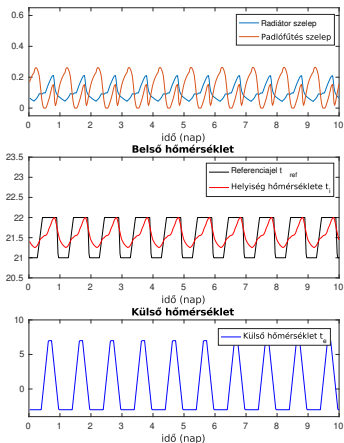 0.6
0.4
0.2
0
Radiátor szelep
Padlófűtés szelep
0 1 2 3 4 5 6 7 8 9 10
idő (nap)
Belső hőmérséklet
23.5
23
22.5
22
21.5
21
20.5
Referenciajel t ref
Helyiség hőmérséklete t i
0 1 2 3 4 5 6 7 8 9 10
idő (nap)
Külső hőmérséklet
10
5
0
Külső hőmérséklet t e
0 1 2 3 4 5 6 7 8 9 10
idő (nap)